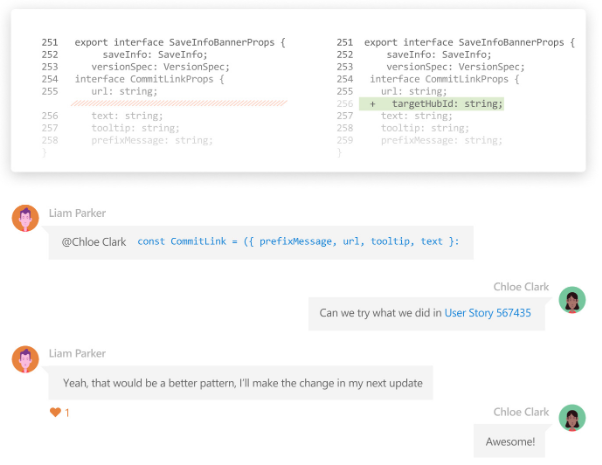 251 export interface SaveInfoBannerProps {
252 saveInfo: SaveInfo;
253 versionSpec: VersionSpec;
254 interface CommitLinkProps {
255 url: string;
256 text: string;
257 tooltip: string;
258 prefixMessage: string;
}
251 export interface SaveInfoBannerProps {
252 saveInfo: SaveInfo;
253 versionSpec: VersionSpec;
254 interface CommitLinkProps {
255 url: string;
256 + targetHubId: string;
257 text: string;
258 tooltip: string;
259 prefixMessage: string;
}
Liam Parker
@Chloe Clark const CommitLink = ({ prefixMessage, url, tooltip, text }:
Chloe Clark
Can we try what we did in User Story 567435
Liam Parker
Yeah, that would be a better pattern, I'll make the change in my next update
1
Chloe Clark
Awesome!